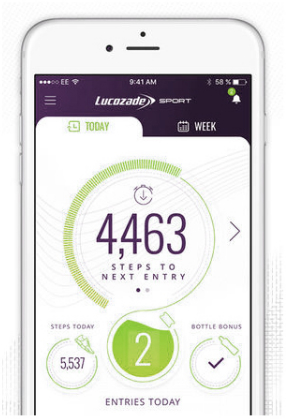 EE 9:41 AM 58 %
Lucozade SPORT
2
TODAY WEEK
4,463
STEPS TO
NEXT ENTRY
STEPS TODAY BOTTLE BONUS
5,537 2
ENTRIES TODAY